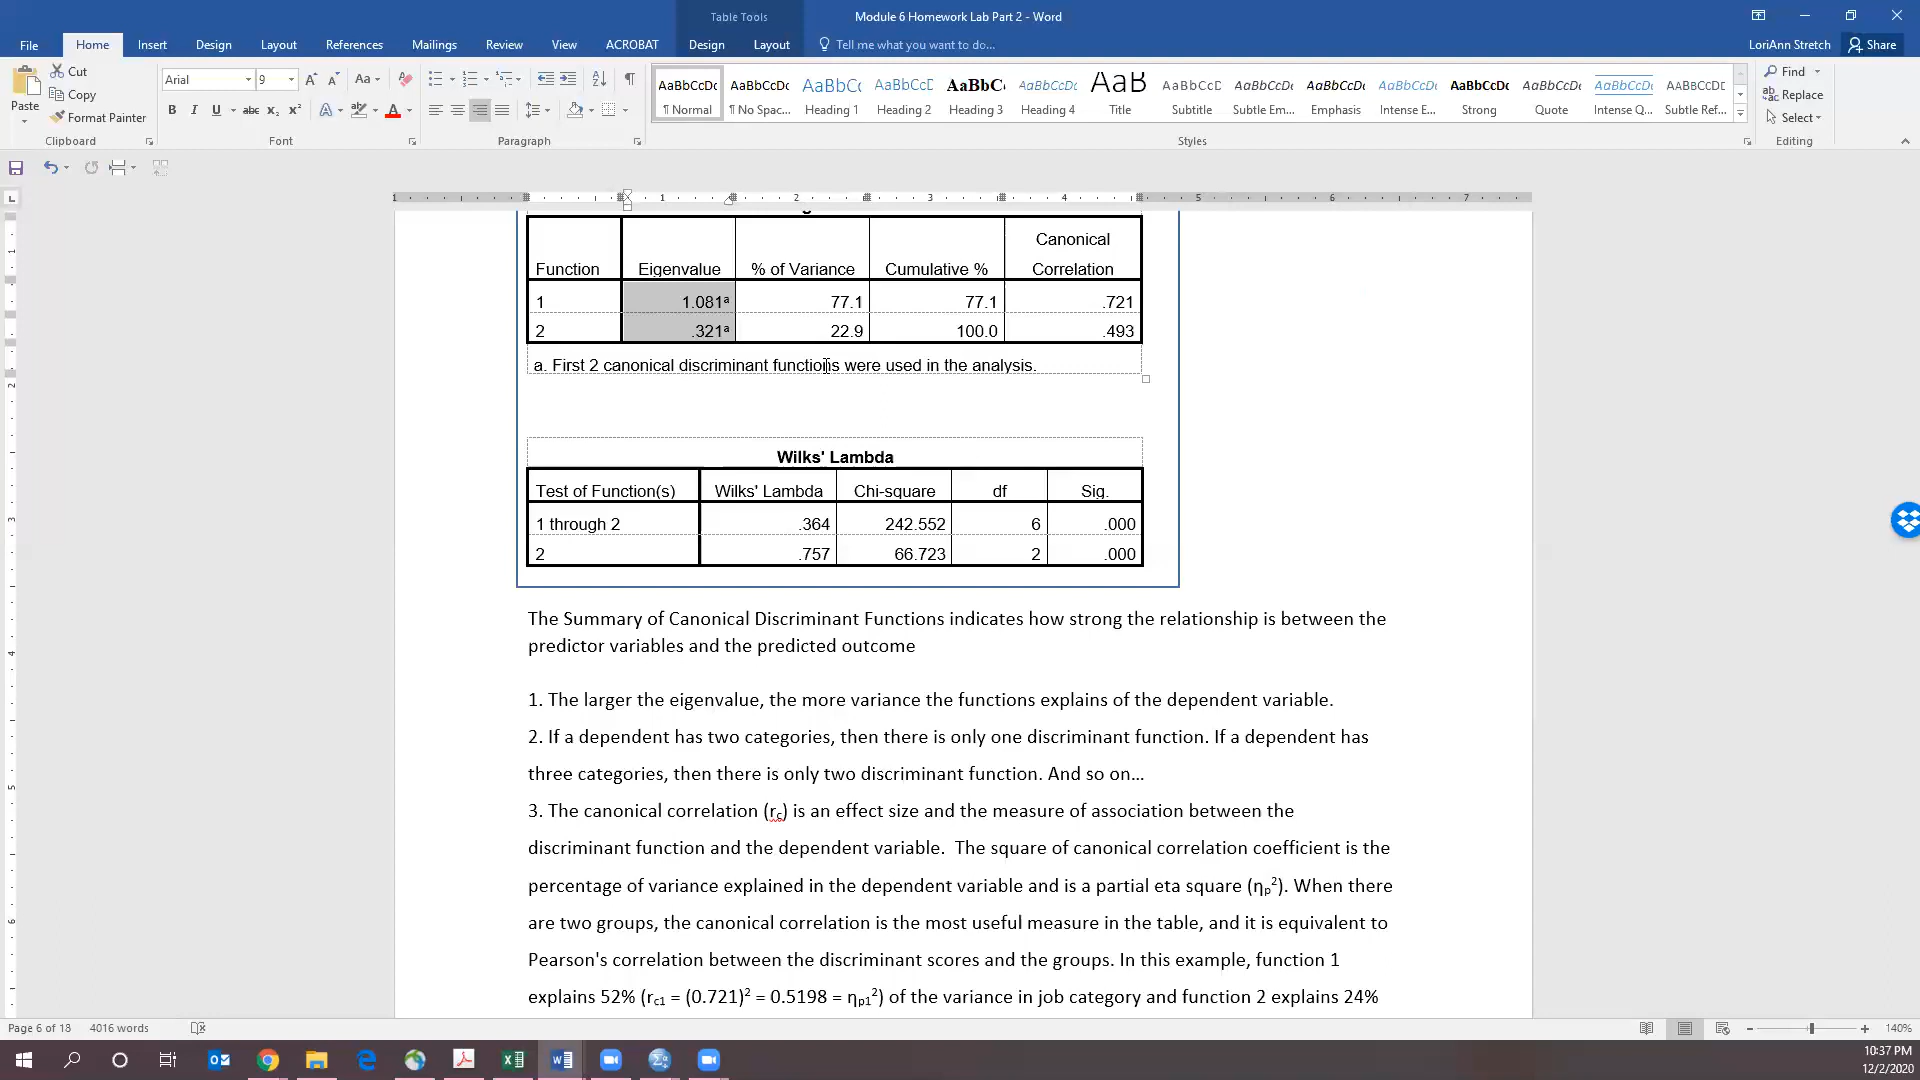 Table Tools
Module 6 Homework Lab Part 2 - Word
File Home Insert Design Layout References Mailings Review View ACROBAT Design Layout Tell me what you want to do... LoriAnn Stretch Share
Paste
Cut
Copy
Format Painter
Clipboard
Arial 9
Font
Paragraph
AaBbCcDc AaBbCcDc AaBbCc AaBbCcD AaBbC AaBbCcDc AaB AaBbCcD AaBbCcDc AaBbCcDc AaBbCcDc AaBbCcDc AaBbCcDc AaBbCcDc AABBCCDD
¶ Normal ¶ No Spac... Heading 1 Heading 2 Heading 3 Heading 4 Title Subtitle Subtle Em... Emphasis Intense E... Strong Quote Intense Q... Subtle Ref...
Styles
Find
Replace
Select
Editing
1 1 2 3 4 5 6 7
Function Eigenvalue % of Variance Cumulative % Canonical Correlation
1 1.081ᵃ 77.1 77.1 .721
2 .321ᵃ 22.9 100.0 .493
a. First 2 canonical discriminant functions were used in the analysis.
Wilks' Lambda
Test of Function(s) Wilks' Lambda Chi-square df Sig.
1 through 2 .364 242.552 6 .000
2 .757 66.723 2 .000
The Summary of Canonical Discriminant Functions indicates how strong the relationship is between the
predictor variables and the predicted outcome
1. The larger the eigenvalue, the more variance the functions explains of the dependent variable.
2. If a dependent has two categories, then there is only one discriminant function. If a dependent has
three categories, then there is only two discriminant function. And so on…
3. The canonical correlation (rc) is an effect size and the measure of association between the
discriminant function and the dependent variable.  The square of canonical correlation coefficient is the
percentage of variance explained in the dependent variable and is a partial eta square (ηp²). When there
are two groups, the canonical correlation is the most useful measure in the table, and it is equivalent to
Pearson's correlation between the discriminant scores and the groups. In this example, function 1
explains 52% (rc1 = (0.721)² = 0.5198 = ηp1²) of the variance in job category and function 2 explains 24%
Page 6 of 18 4016 words 140%
10:37 PM
12/2/2020